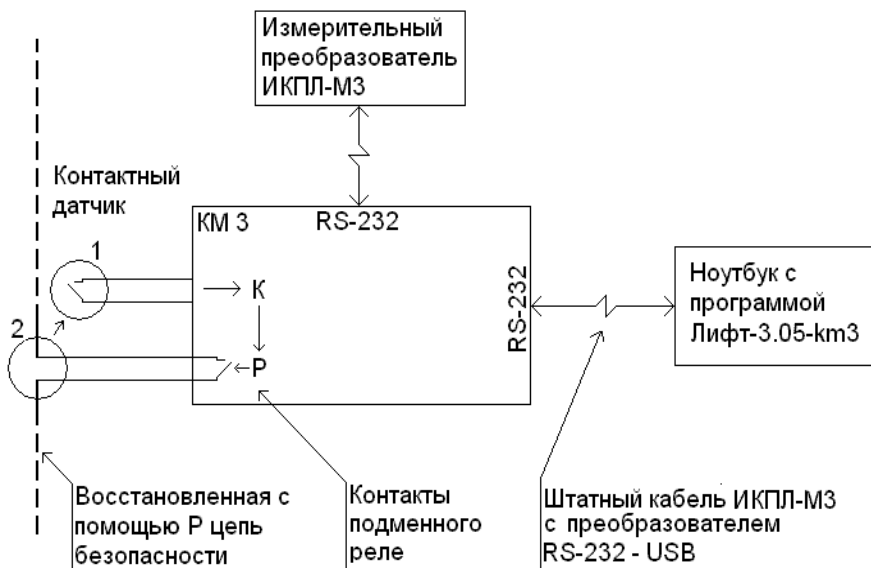 Измерительный
преобразователь
ИКПЛ-М3
Контактный
датчик
КМ 3
RS-232
1
К
RS-232
Ноутбук с
программой
Лифт-3.05-km3
2
Р
Восстановленная с
помощью Р цепь
безопасности
Контакты
подменного
реле
Штатный кабель ИКПЛ-М3
с преобразователем
RS-232 - USB